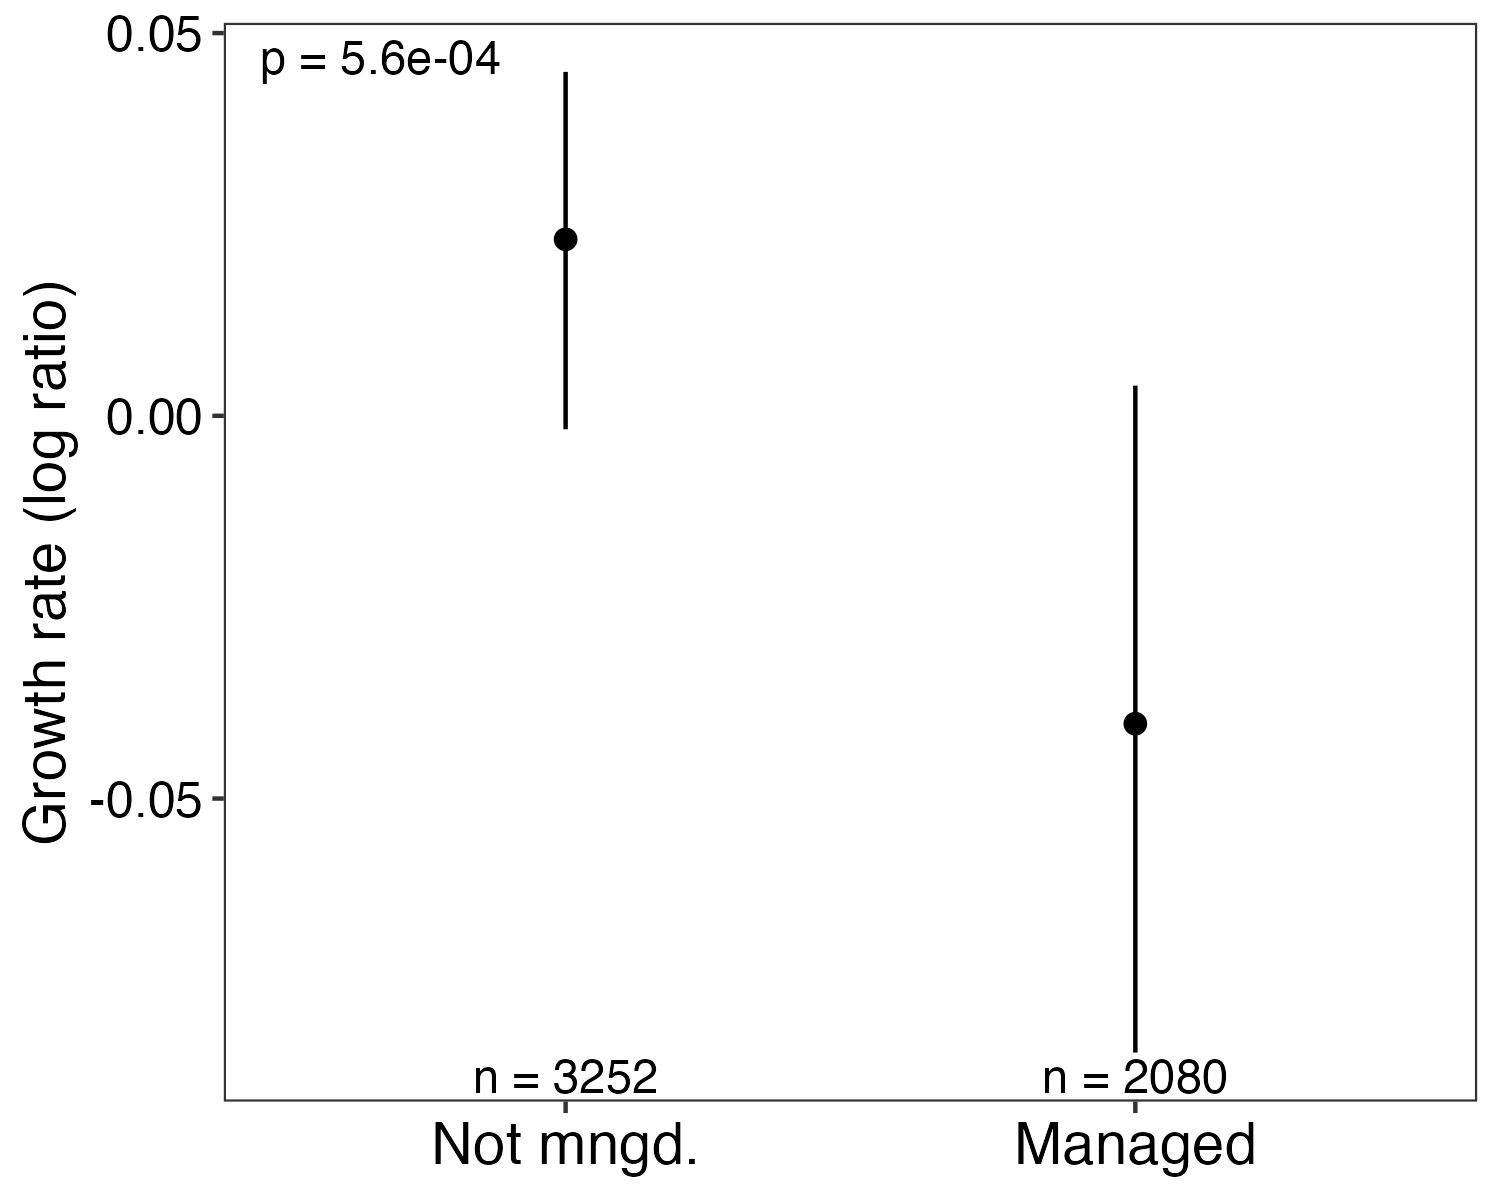 0.05
p = 5.6e-04
0.00
-0.05
Growth rate (log ratio)
n = 3252
n = 2080
Not mngd.
Managed